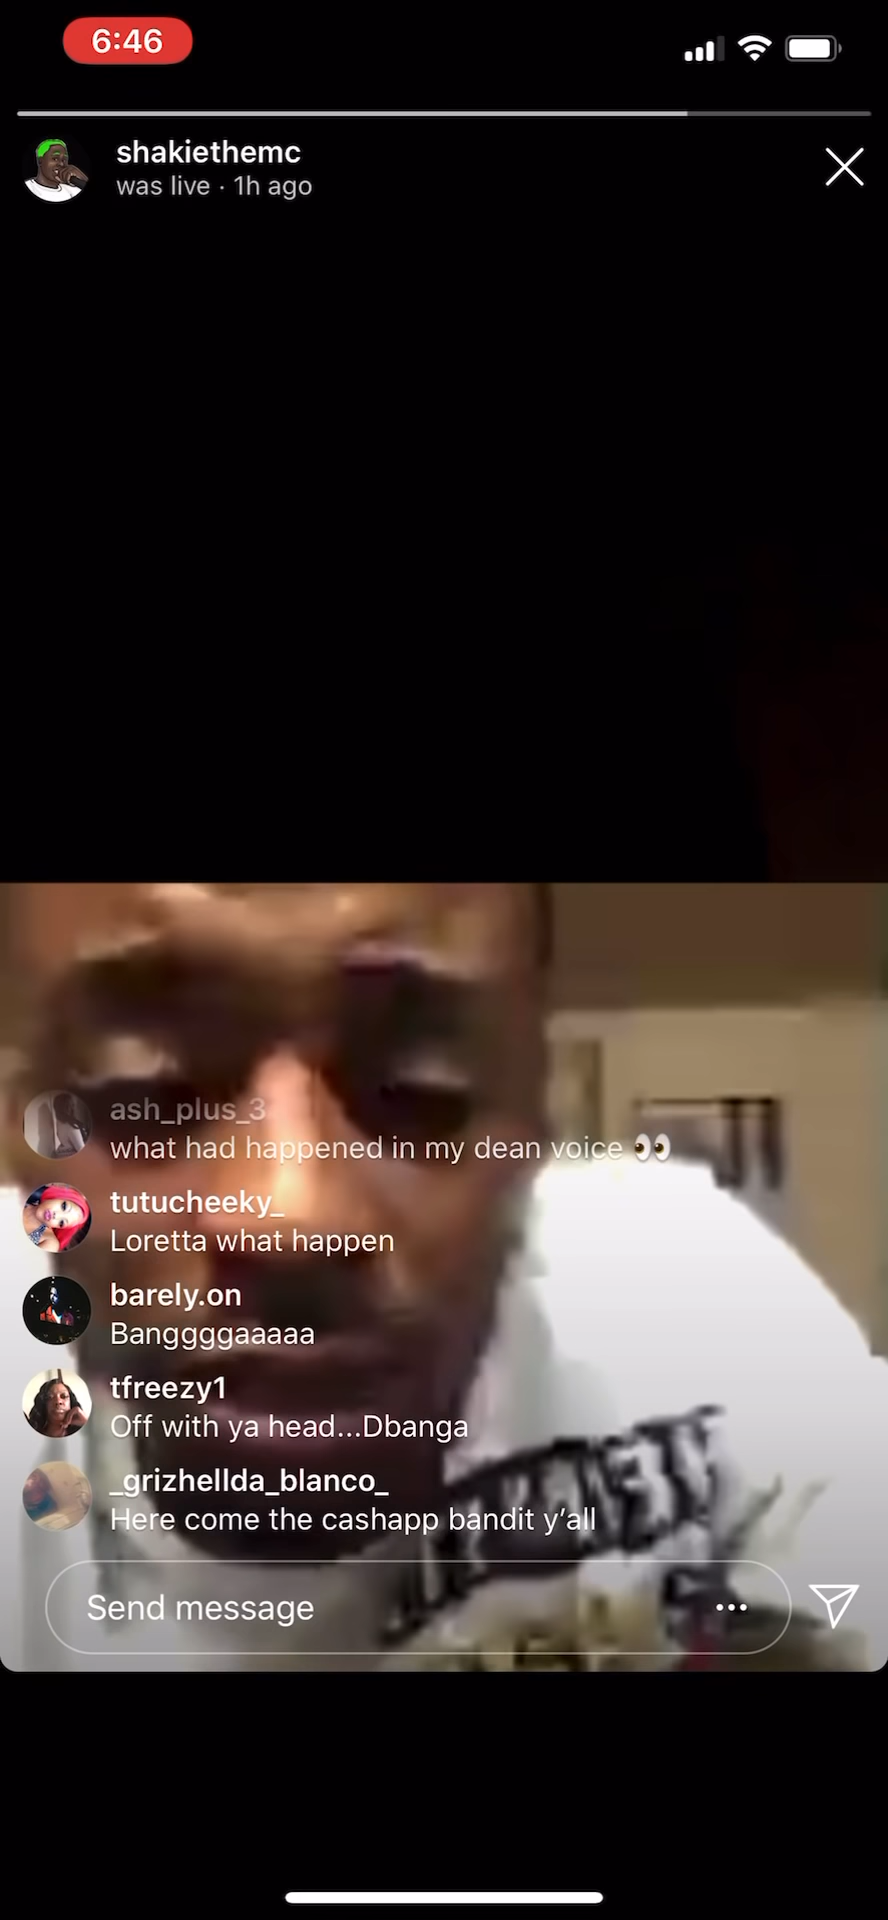 6:46
shakiethemc
was live · 1h ago
ash_plus_3
what had happened in my dean voice 👀
tutucheeky_
Loretta what happen
barely.on
Banggggaaaaa
tfreezy1
Off with ya head...Dbanga
_grizhellda_blanco_
Here come the cashapp bandit y’all
Send message